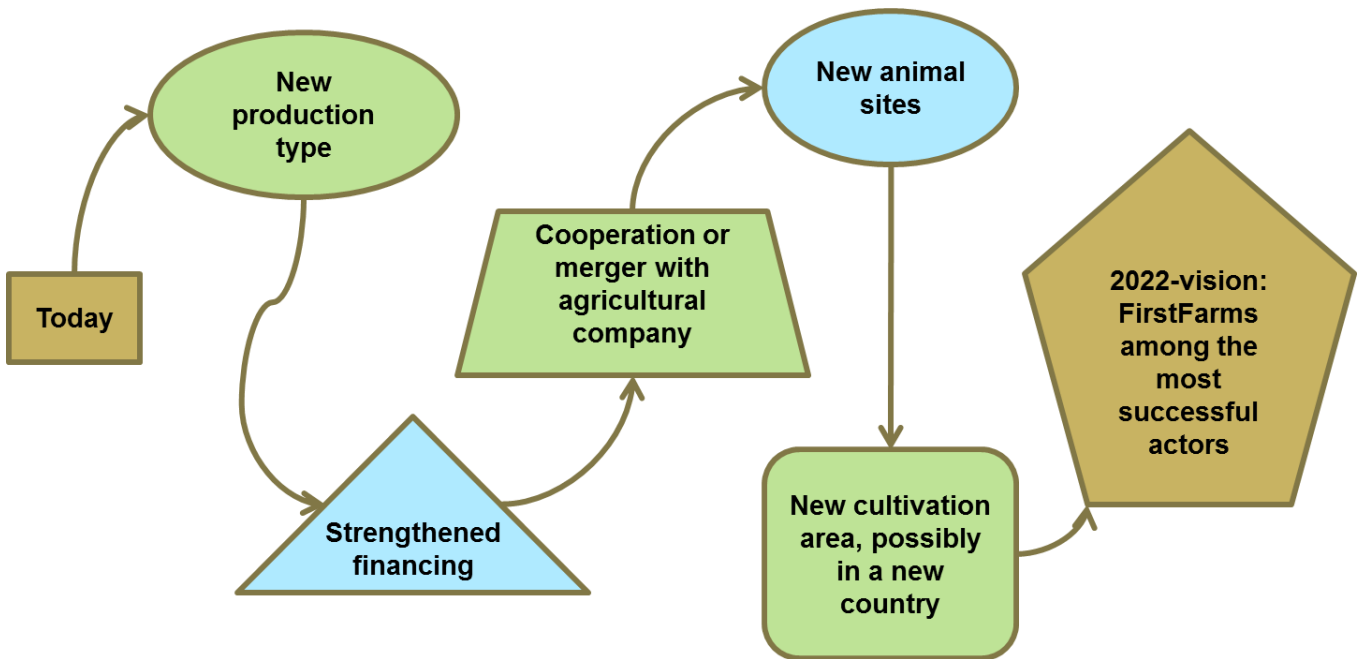 Today
New
production
type
Strengthened
financing
Cooperation or
merger with
agricultural
company
New animal
sites
New cultivation
area, possibly
in a new
country
2022-vision:
FirstFarms
among the
most
successful
actors